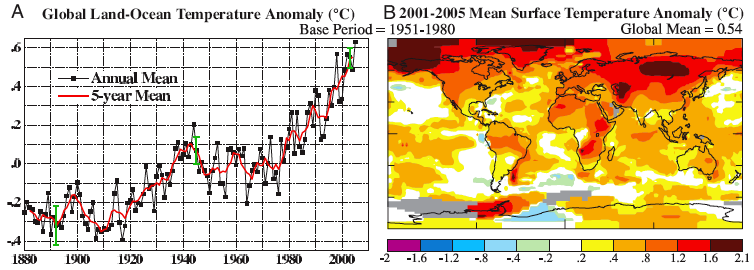 A
Global Land-Ocean Temperature Anomaly (°C)
B 2001-2005 Mean Surface Temperature Anomaly (°C)
Base Period = 1951-1980
Global Mean = 0.54
.6
Annual Mean
5-year Mean
.4
.2
.0
-.2
-.4
1880
1900
1920
1940
1960
1980
2000
-2 -1.6 -1.2 -.8 -.4 -.2 .2 .4 .8 1.2 1.6 2.1